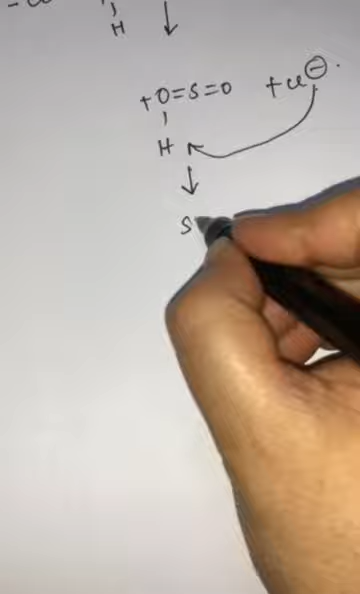 H
+O=S=O +Cl⊖.
H
S